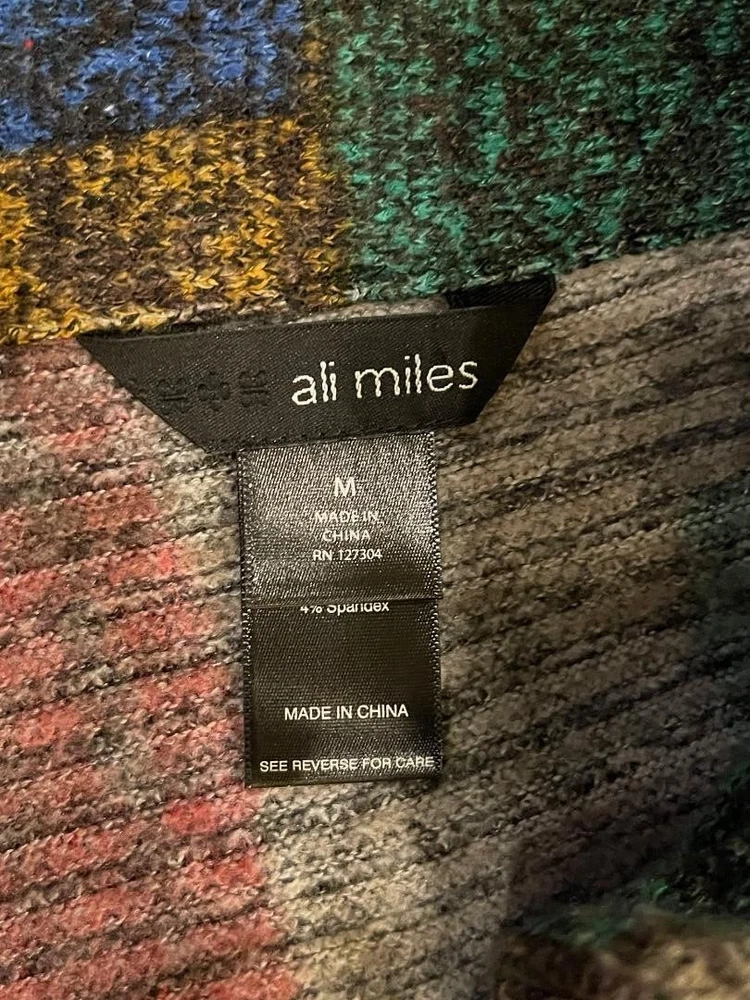 ali miles
M
MADE IN
CHINA
RN 127304
4% Spandex
MADE IN CHINA
SEE REVERSE FOR CARE